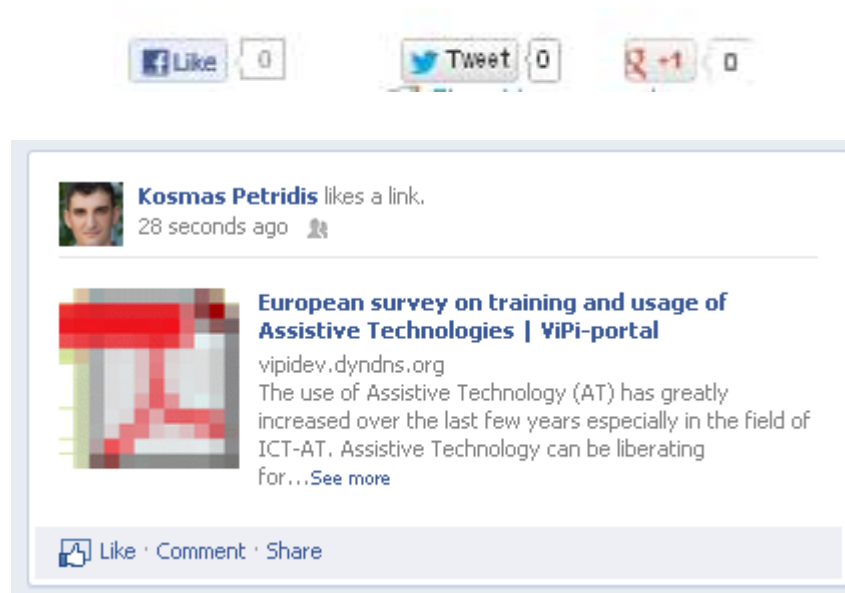 Like 0 Tweet 0 +1 0
Kosmas Petridis likes a link.
28 seconds ago
European survey on training and usage of
Assistive Technologies | ViPi-portal
vipidev.dyndns.org
The use of Assistive Technology (AT) has greatly
increased over the last few years especially in the field of
ICT-AT. Assistive Technology can be liberating
for...See more
Like · Comment · Share